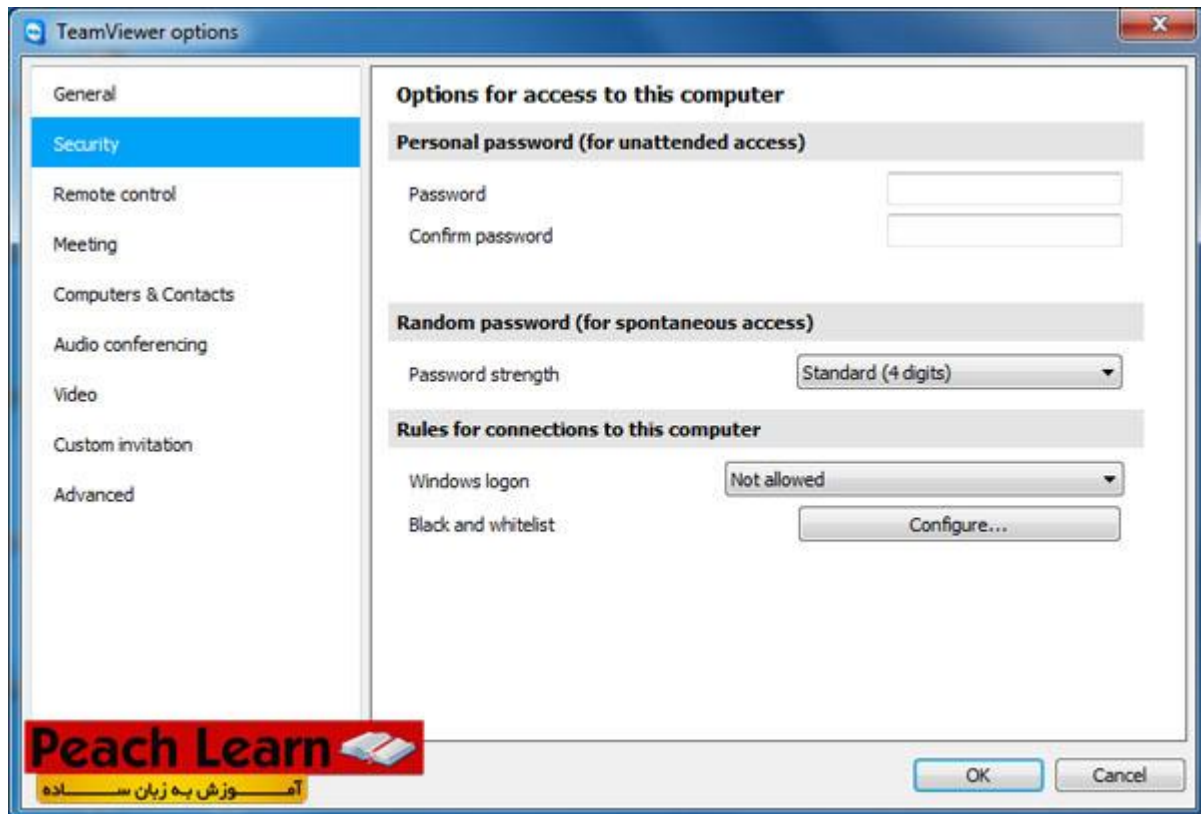 TeamViewer options
General
Security
Remote control
Meeting
Computers & Contacts
Audio conferencing
Video
Custom invitation
Advanced
Options for access to this computer
Personal password (for unattended access)
Password
Confirm password
Random password (for spontaneous access)
Password strength Standard (4 digits)
Rules for connections to this computer
Windows logon Not allowed
Black and whitelist Configure...
Peach Learn
آمـــــوزش به زبان ســـــاده
OK Cancel